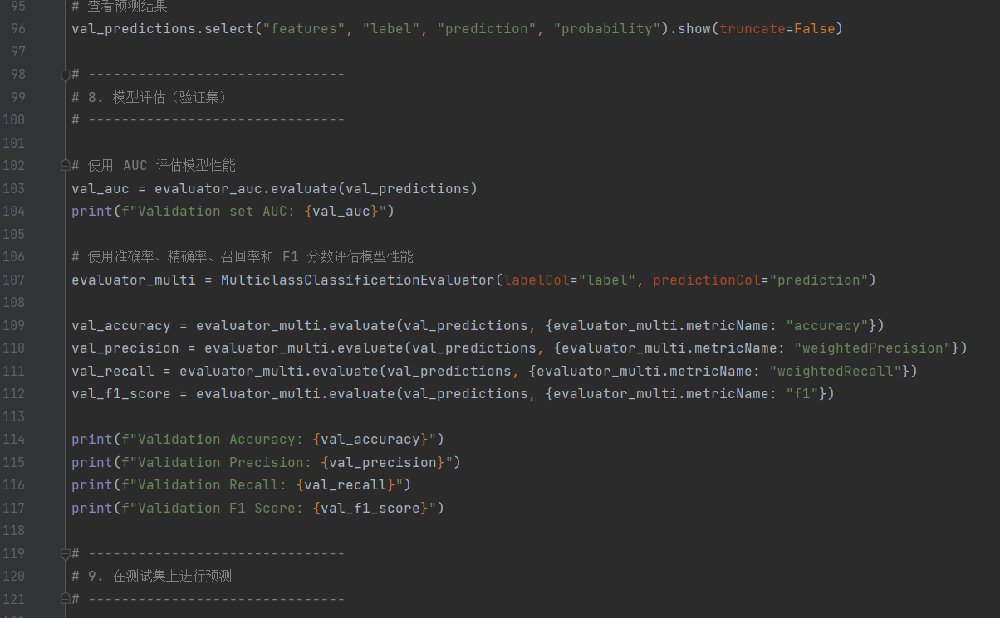 95 # 查看预测结果
96 val_predictions.select("features", "label", "prediction", "probability").show(truncate=False)
97
98 # -------------------------------
99 # 8. 模型评估（验证集）
100 # -------------------------------
101
102 # 使用 AUC 评估模型性能
103 val_auc = evaluator_auc.evaluate(val_predictions)
104 print(f"Validation set AUC: {val_auc}")
105
106 # 使用准确率、精确率、召回率和 F1 分数评估模型性能
107 evaluator_multi = MulticlassClassificationEvaluator(labelCol="label", predictionCol="prediction")
108
109 val_accuracy = evaluator_multi.evaluate(val_predictions, {evaluator_multi.metricName: "accuracy"})
110 val_precision = evaluator_multi.evaluate(val_predictions, {evaluator_multi.metricName: "weightedPrecision"})
111 val_recall = evaluator_multi.evaluate(val_predictions, {evaluator_multi.metricName: "weightedRecall"})
112 val_f1_score = evaluator_multi.evaluate(val_predictions, {evaluator_multi.metricName: "f1"})
113
114 print(f"Validation Accuracy: {val_accuracy}")
115 print(f"Validation Precision: {val_precision}")
116 print(f"Validation Recall: {val_recall}")
117 print(f"Validation F1 Score: {val_f1_score}")
118
119 # -------------------------------
120 # 9. 在测试集上进行预测
121 # -------------------------------